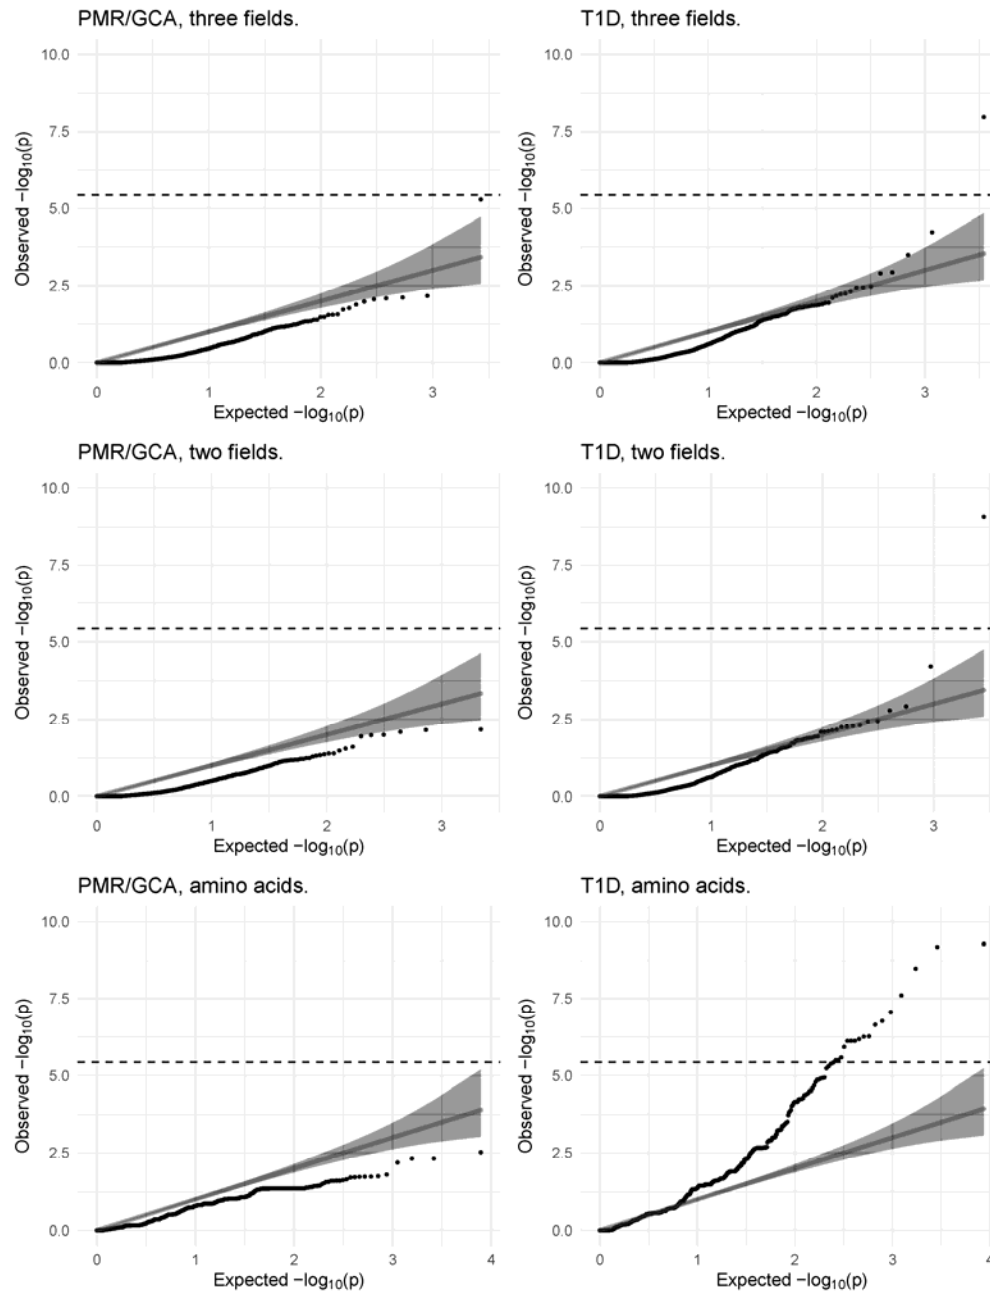 PMR/GCA, three fields.
10.0
7.5
5.0
2.5
0.0
Observed −log10(p)
0 1 2 3
Expected −log10(p)
T1D, three fields.
10.0
7.5
5.0
2.5
0.0
Observed −log10(p)
0 1 2 3
Expected −log10(p)
PMR/GCA, two fields.
10.0
7.5
5.0
2.5
0.0
Observed −log10(p)
0 1 2 3
Expected −log10(p)
T1D, two fields.
10.0
7.5
5.0
2.5
0.0
Observed −log10(p)
0 1 2 3
Expected −log10(p)
PMR/GCA, amino acids.
10.0
7.5
5.0
2.5
0.0
Observed −log10(p)
0 1 2 3 4
Expected −log10(p)
T1D, amino acids.
10.0
7.5
5.0
2.5
0.0
Observed −log10(p)
0 1 2 3 4
Expected −log10(p)